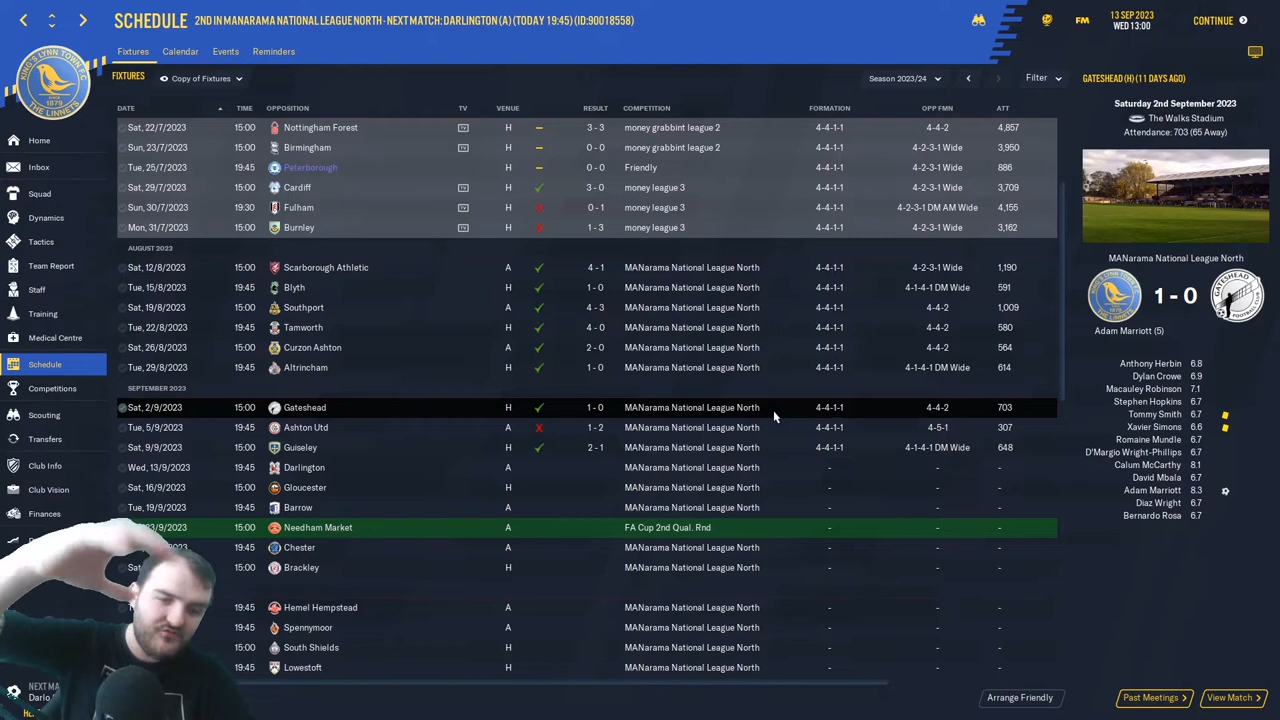 SCHEDULE 2ND IN MANARAMA NATIONAL LEAGUE NORTH - NEXT MATCH: DARLINGTON (A) (TODAY 19:45) (ID:90018558)
FM
13 SEP 2023
WED 13:00
CONTINUE
Fixtures Calendar Events Reminders
FIXTURES Copy of Fixtures Season 2023/24 Filter
DATE TIME OPPOSITION TV VENUE RESULT COMPETITION FORMATION OPP FMN ATT
Sat, 22/7/2023 15:00 Nottingham Forest TV H 3 - 3 money grabbint league 2 4-4-1-1 4-4-2 4,857
Sun, 23/7/2023 15:00 Birmingham TV H 0 - 0 money grabbint league 2 4-4-1-1 4-2-3-1 Wide 3,950
Tue, 25/7/2023 19:45 Peterborough H 0 - 0 Friendly 4-4-1-1 4-2-3-1 Wide 886
Sat, 29/7/2023 15:00 Cardiff TV H 3 - 0 money league 3 4-4-1-1 4-2-3-1 Wide 3,709
Sun, 30/7/2023 19:30 Fulham TV H 0 - 1 money league 3 4-4-1-1 4-2-3-1 DM AM Wide 4,155
Mon, 31/7/2023 15:00 Burnley TV H 1 - 3 money league 3 4-4-1-1 4-2-3-1 Wide 3,162
AUGUST 2023
Sat, 12/8/2023 15:00 Scarborough Athletic A 4 - 1 MANarama National League North 4-4-1-1 4-2-3-1 Wide 1,190
Tue, 15/8/2023 19:45 Blyth H 4 - 0 MANarama National League North 4-4-1-1 4-1-4-1 DM Wide 591
Sat, 19/8/2023 15:00 Southport A 4 - 3 MANarama National League North 4-4-1-1 4-4-2 1,009
Tue, 22/8/2023 19:45 Tamworth H 4 - 0 MANarama National League North 4-4-1-1 4-4-2 580
Sat, 26/8/2023 15:00 Curzon Ashton A 2 - 0 MANarama National League North 4-4-1-1 4-4-2 564
Tue, 29/8/2023 19:45 Altrincham H 1 - 0 MANarama National League North 4-4-1-1 4-1-4-1 DM Wide 614
SEPTEMBER 2023
Sat, 2/9/2023 15:00 Gateshead H 1 - 0 MANarama National League North 4-4-1-1 4-4-2 703
Tue, 5/9/2023 19:45 Ashton Utd A 1 - 2 MANarama National League North 4-4-1-1 4-5-1 307
Sat, 9/9/2023 15:00 Guiseley H 2 - 1 MANarama National League North 4-4-1-1 4-1-4-1 DM Wide 648
Wed, 13/9/2023 19:45 Darlington A MANarama National League North - - -
Sat, 16/9/2023 15:00 Gloucester H MANarama National League North - - -
Tue, 19/9/2023 15:00 Barrow A MANarama National League North - - -
23/9/2023 15:00 Needham Market A FA Cup 2nd Qual. Rnd - - -
19:45 Chester A MANarama National League North - - -
Sat 15:00 Brackley H MANarama National League North - - -
19:45 Hemel Hempstead A MANarama National League North - - -
19:45 Spennymoor A MANarama National League North - - -
15:00 South Shields H MANarama National League North - - -
19:45 Lowestoft H MANarama National League North - - -
Arrange Friendly
KING'S LYNN TOWN F.C
SINCE 1879
THE LINNETS
Home
Inbox
Squad
Dynamics
Tactics
Team Report
Staff
Training
Medical Centre
Schedule
Competitions
Scouting
Transfers
Club Info
Club Vision
Finances
NEXT MA
Darlo
GATESHEAD (H) (11 DAYS AGO)
Saturday 2nd September 2023
The Walks Stadium
Attendance: 703 (65 Away)
MANarama National League North
1 - 0
Adam Marriott (5)
Anthony Herbin 6.8
Dylan Crowe 6.9
Macauley Robinson 7.1
Stephen Hopkins 6.7
Tommy Smith 6.7
Xavier Simons 6.6
Romaine Mundle 6.7
D'Margio Wright-Phillips 6.7
Calum McCarthy 8.1
David Mbala 6.7
Adam Marriott 8.3
Diaz Wright 6.7
Bernardo Rosa 6.7
Past Meetings View Match